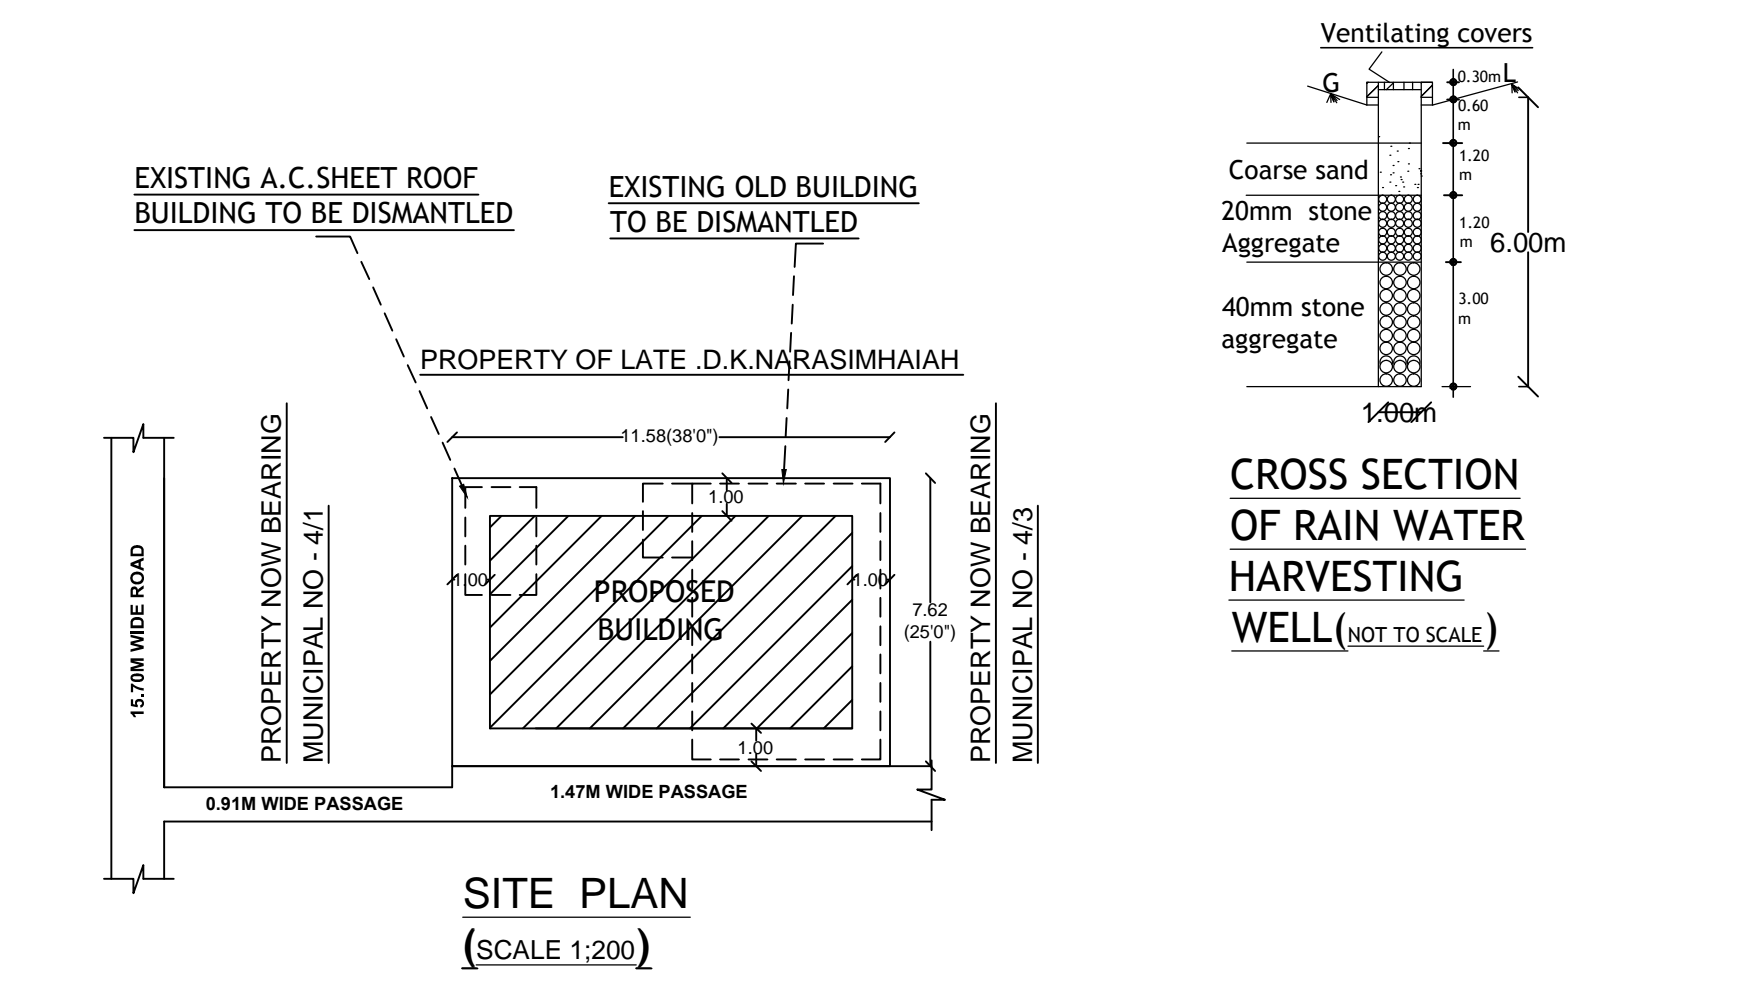 Ventilating covers
G
L
0.30m
0.60
m
Coarse sand
1.20
m
20mm stone
Aggregate
1.20
m
6.00m
40mm stone
aggregate
3.00
m
1.00m
CROSS SECTION
OF RAIN WATER
HARVESTING
WELL(NOT TO SCALE)
EXISTING A.C.SHEET ROOF
BUILDING TO BE DISMANTLED
EXISTING OLD BUILDING
TO BE DISMANTLED
PROPERTY OF LATE .D.K.NARASIMHAIAH
11.58(38'0")
15.70M WIDE ROAD
PROPERTY NOW BEARING
MUNICIPAL NO - 4/1
1.00
1.00
PROPOSED
BUILDING
1.00
1.00
7.62
(25'0")
PROPERTY NOW BEARING
MUNICIPAL NO - 4/3
0.91M WIDE PASSAGE
1.47M WIDE PASSAGE
SITE PLAN
(SCALE 1;200)